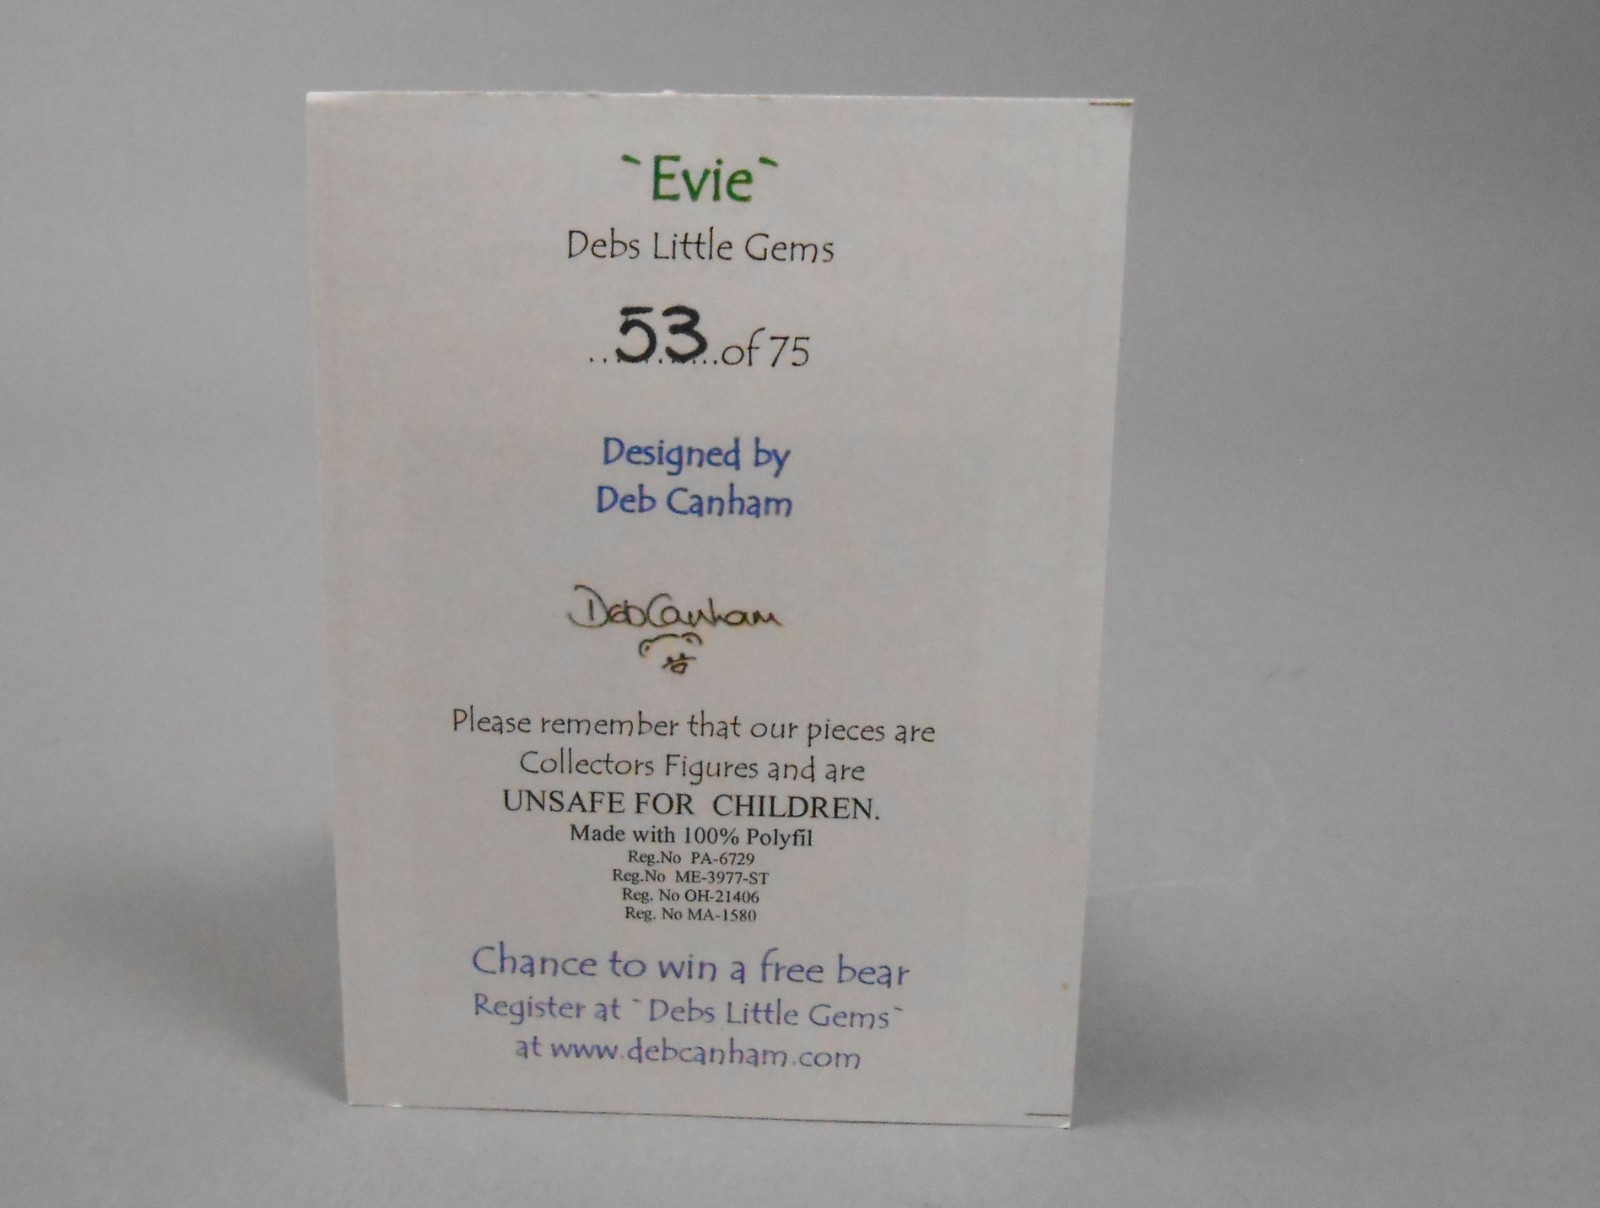 `Evie`
Debs Little Gems
..53...of 75
Designed by
Deb Canham
Deb Canham
Please remember that our pieces are
Collectors Figures and are
UNSAFE FOR CHILDREN.
Made with 100% Polyfil
Reg.No PA-6729
Reg.No ME-3977-ST
Reg. No OH-21406
Reg. No MA-1580
Chance to win a free bear
Register at `Debs Little Gems`
at www.debcanham.com